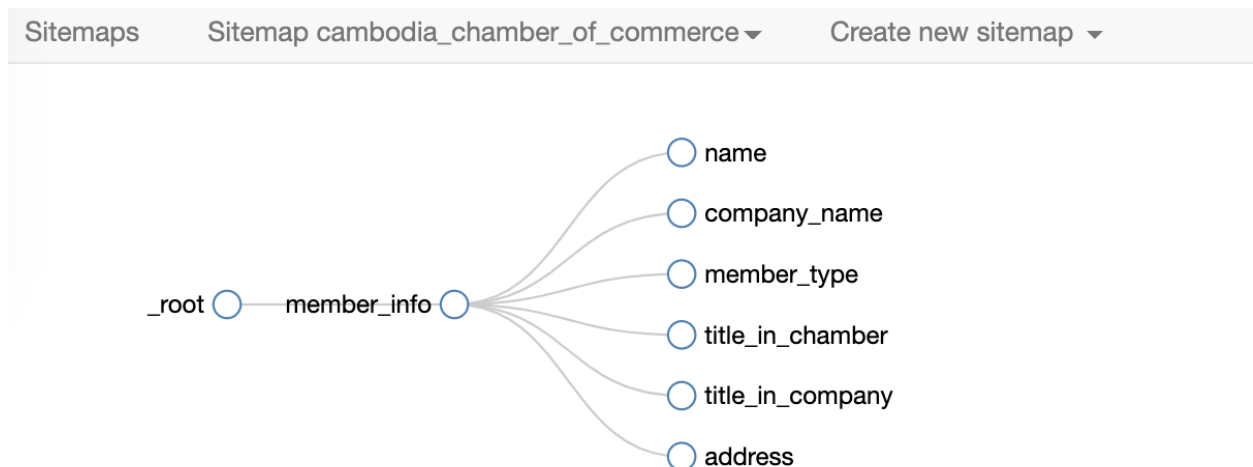 Sitemaps Sitemap cambodia_chamber_of_commerce Create new sitemap
name
company_name
member_type
_root member_info
title_in_chamber
title_in_company
address